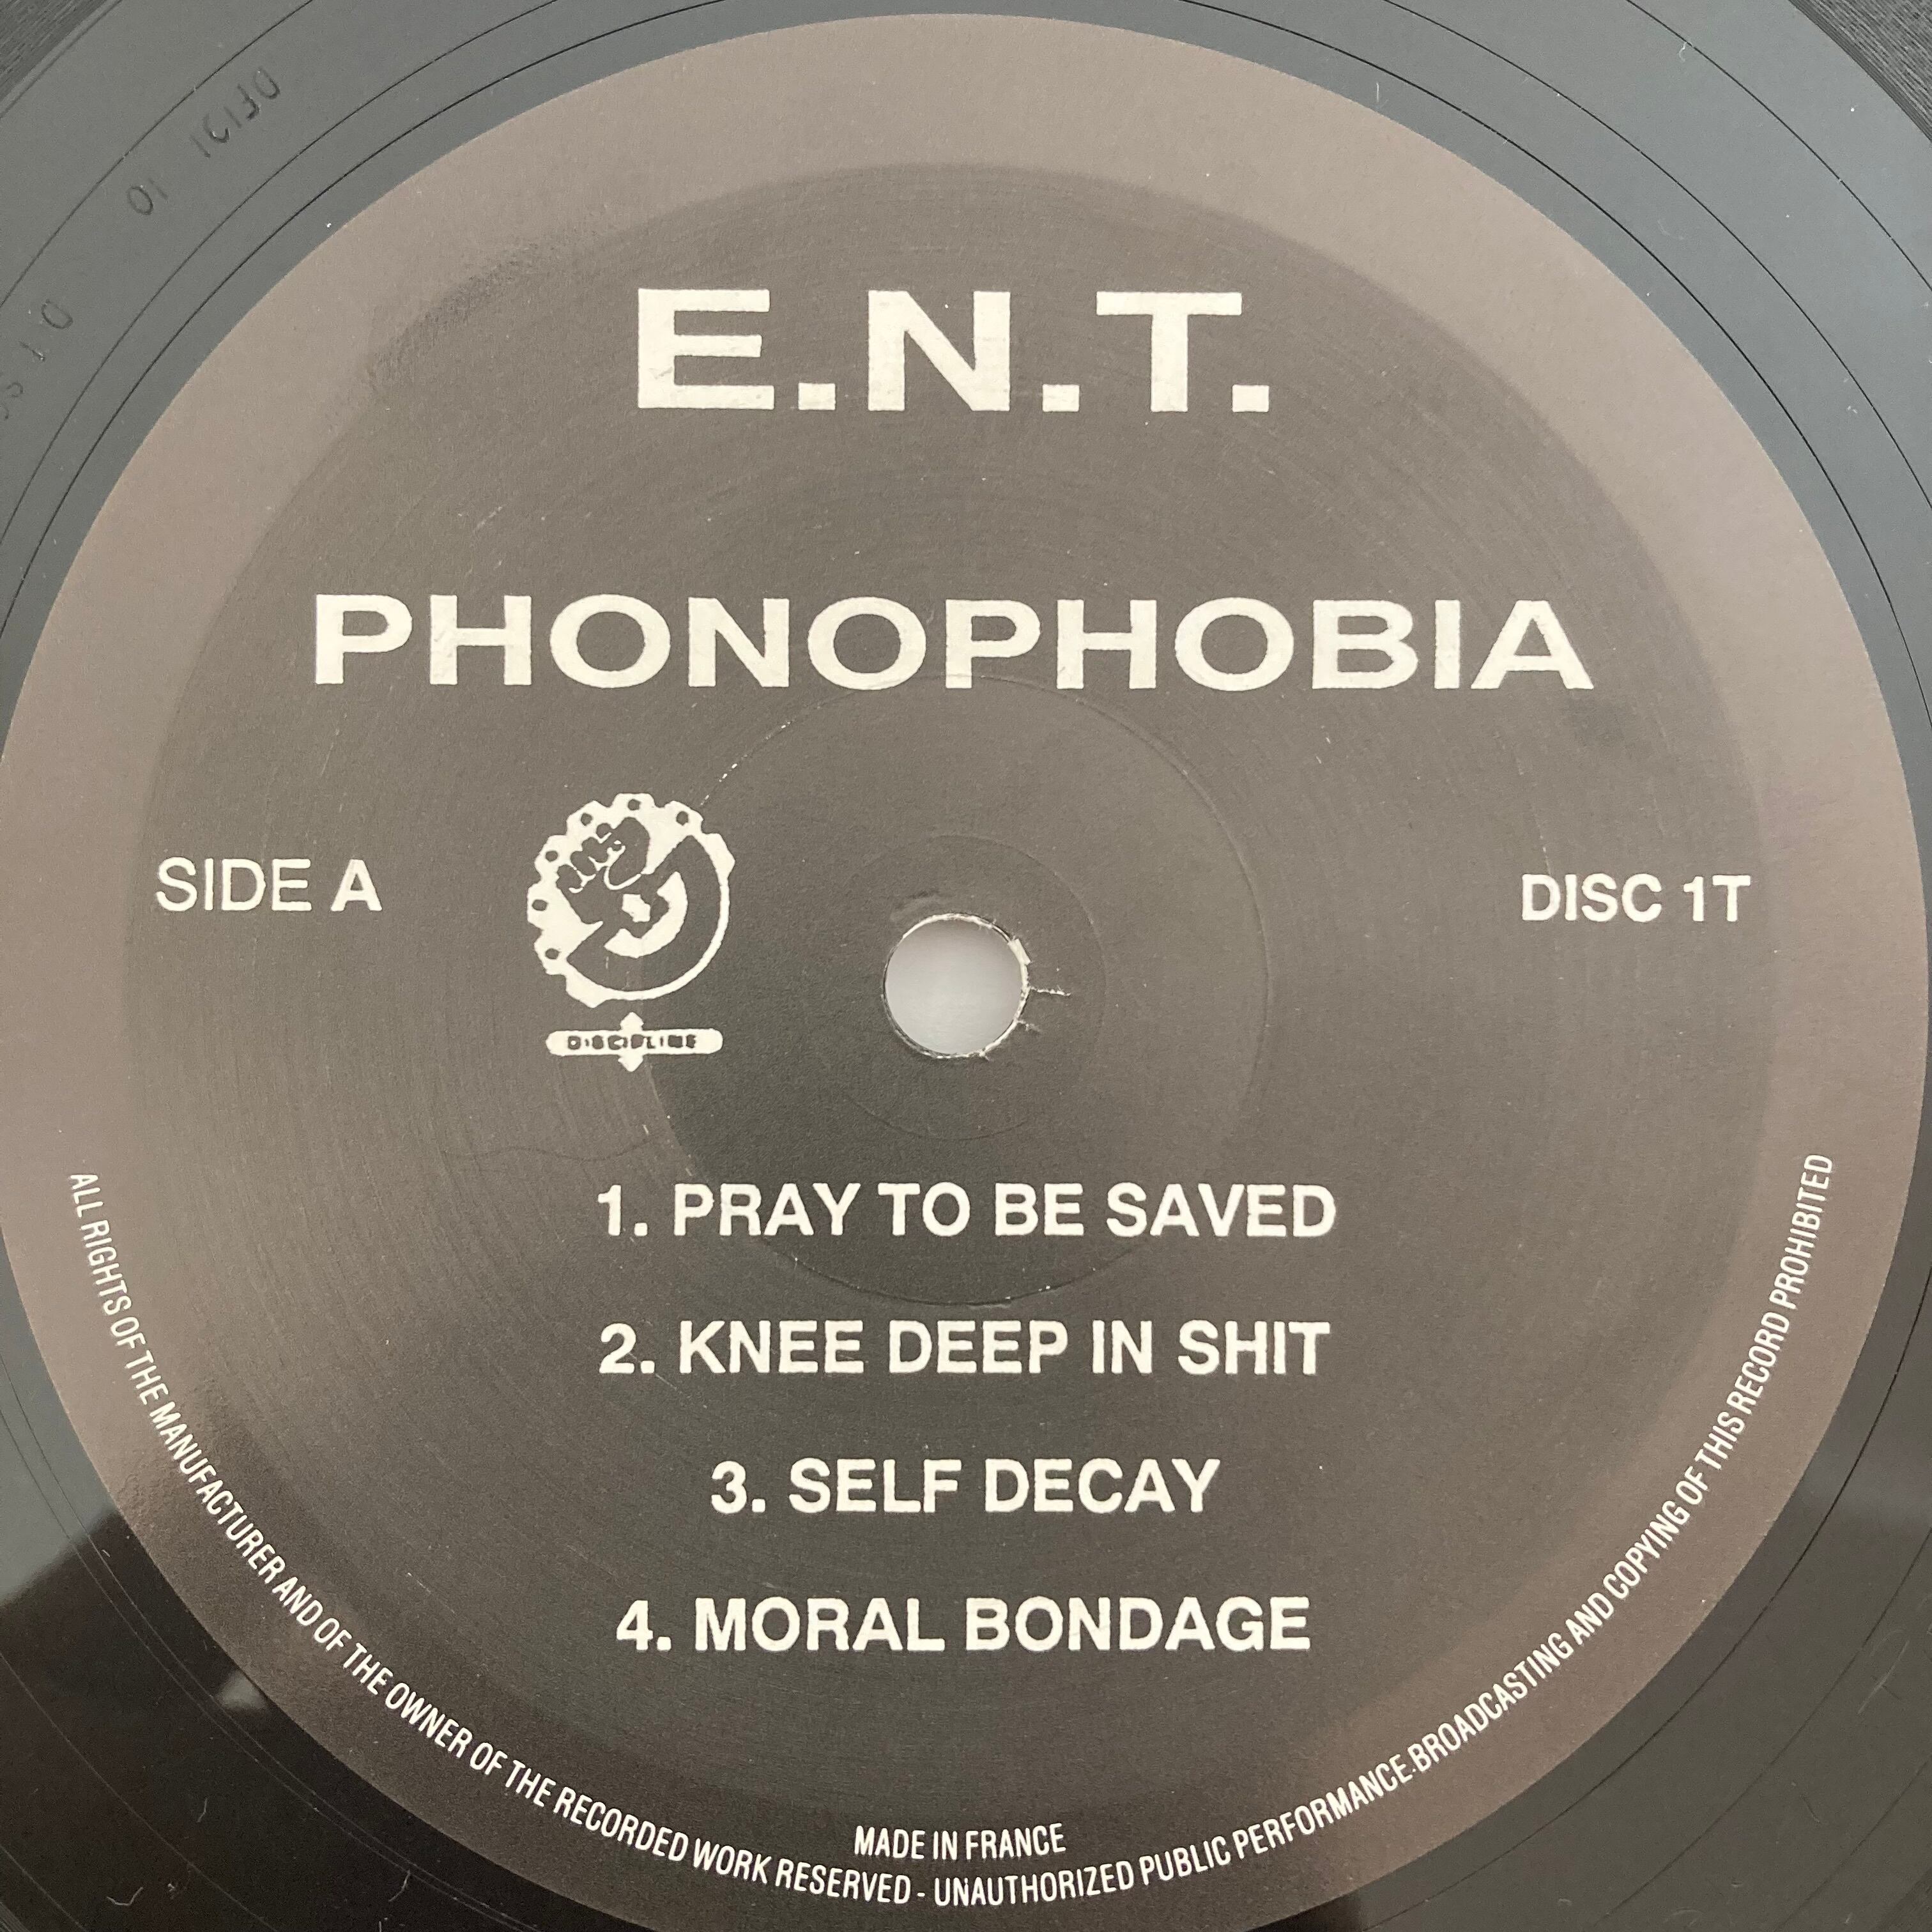 E.N.T.
PHONOPHOBIA
SIDE A
DISC 1T
DISCIPLINE
1. PRAY TO BE SAVED
2. KNEE DEEP IN SHIT
3. SELF DECAY
4. MORAL BONDAGE
MADE IN FRANCE
ALL RIGHTS OF THE MANUFACTURER AND OF THE OWNER OF THE RECORDED WORK RESERVED - UNAUTHORIZED PUBLIC PERFORMANCE.BROADCASTING AND COPYING OF THIS RECORD PROHIBITED